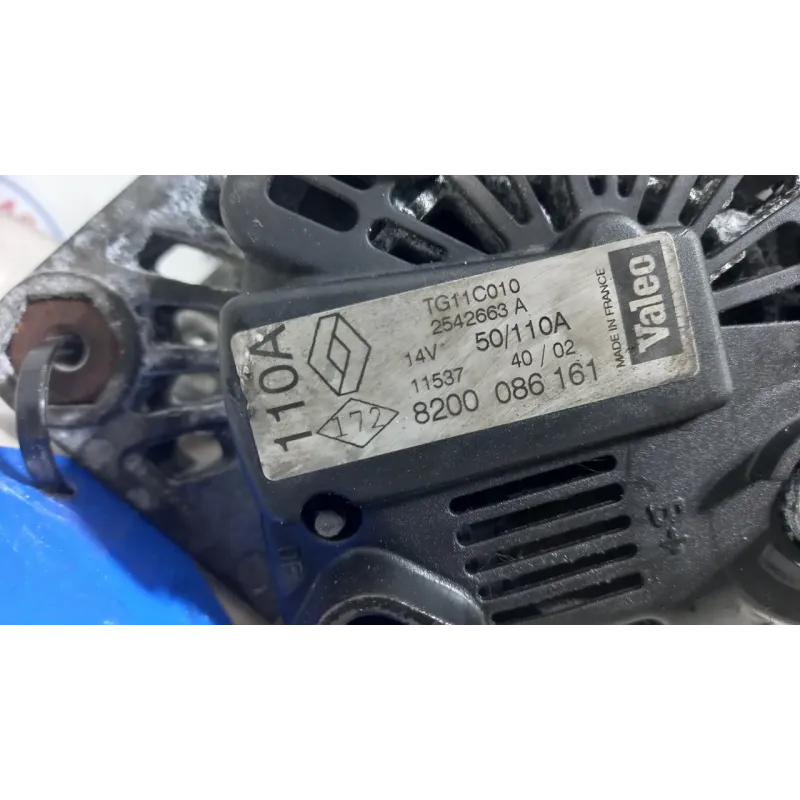 TG11C010
2542663 A
14V 50/110A
11537 40 / 02
8200 086 161
110A
172
MADE IN FRANCE
Valeo
B+